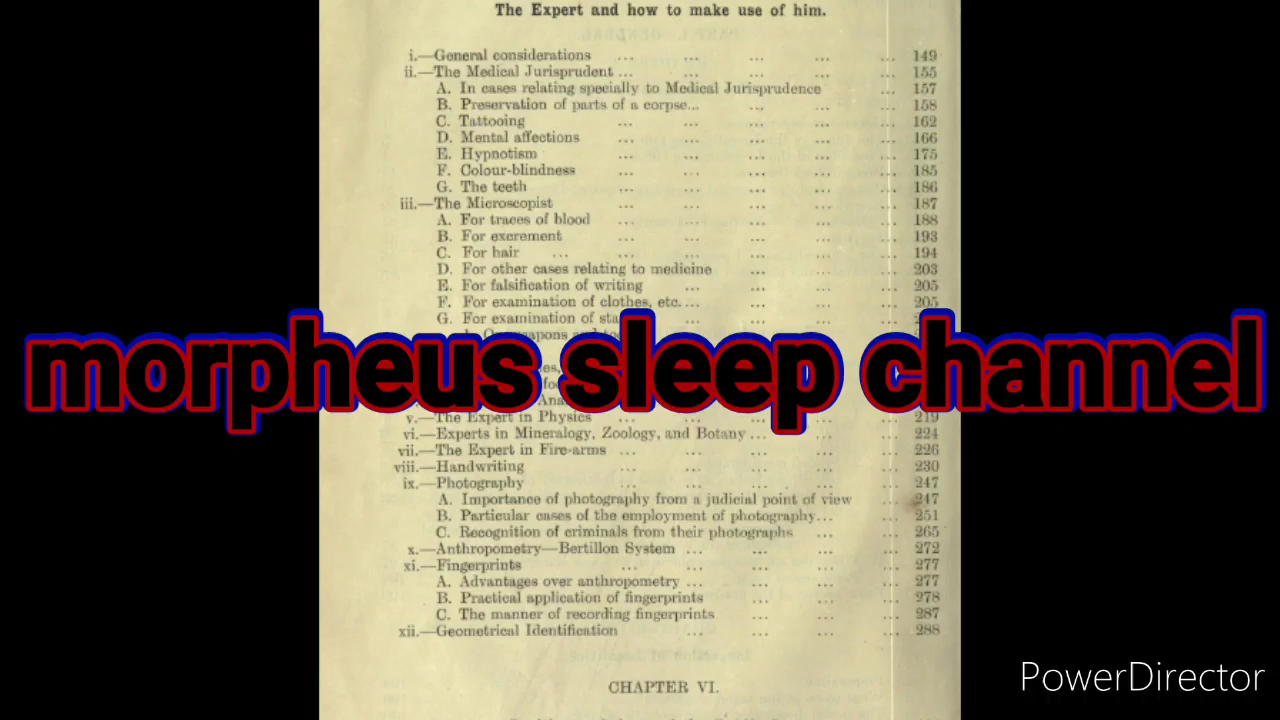 The Expert and how to make use of him.
i.—General considerations ... ... ... ... 149
ii.—The Medical Jurisprudent ... ... ... ... ... 155
A. In cases relating specially to Medical Jurisprudence ... 157
B. Preservation of parts of a corpse... ... ... ... 158
C. Tattooing ... ... ... ... ... 162
D. Mental affections ... ... ... ... ... 166
E. Hypnotism ... ... ... ... ... 175
F. Colour-blindness ... ... ... ... ... 185
G. The teeth ... ... ... ... ... 186
iii.—The Microscopist ... ... ... ... ... 187
A. For traces of blood ... ... ... ... ... 188
B. For excrement ... ... ... ... ... 193
C. For hair ... ... ... ... ... ... 194
D. For other cases relating to medicine ... ... ... 203
E. For falsification of writing ... ... ... ... 205
F. For examination of clothes, etc.... ... ... ... 205
G. For examination of
morpheus sleep channel
v.—The Expert in Physics ... ... ... ... ... 219
vi.—Experts in Mineralogy, Zoology, and Botany ... ... ... 224
vii.—The Expert in Fire-arms ... ... ... ... ... 226
viii.—Handwriting ... ... ... ... ... 230
ix.—Photography ... ... ... ... ... 247
A. Importance of photography from a judicial point of view ... 247
B. Particular cases of the employment of photography... ... 251
C. Recognition of criminals from their photographs ... ... 265
x.—Anthropometry—Bertillon System ... ... ... ... 272
xi.—Fingerprints ... ... ... ... ... 277
A. Advantages over anthropometry ... ... ... ... 277
B. Practical application of fingerprints ... ... ... 278
C. The manner of recording fingerprints ... ... ... 287
xii.—Geometrical Identification ... ... ... ... 288
CHAPTER VI.
PowerDirector